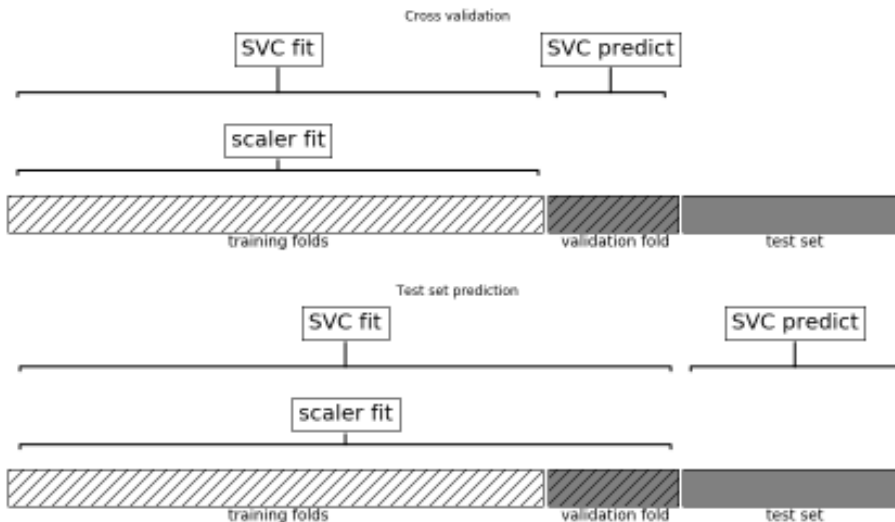 Cross validation
SVC fit SVC predict
scaler fit
training folds validation fold test set
Test set prediction
SVC fit SVC predict
scaler fit
training folds validation fold test set